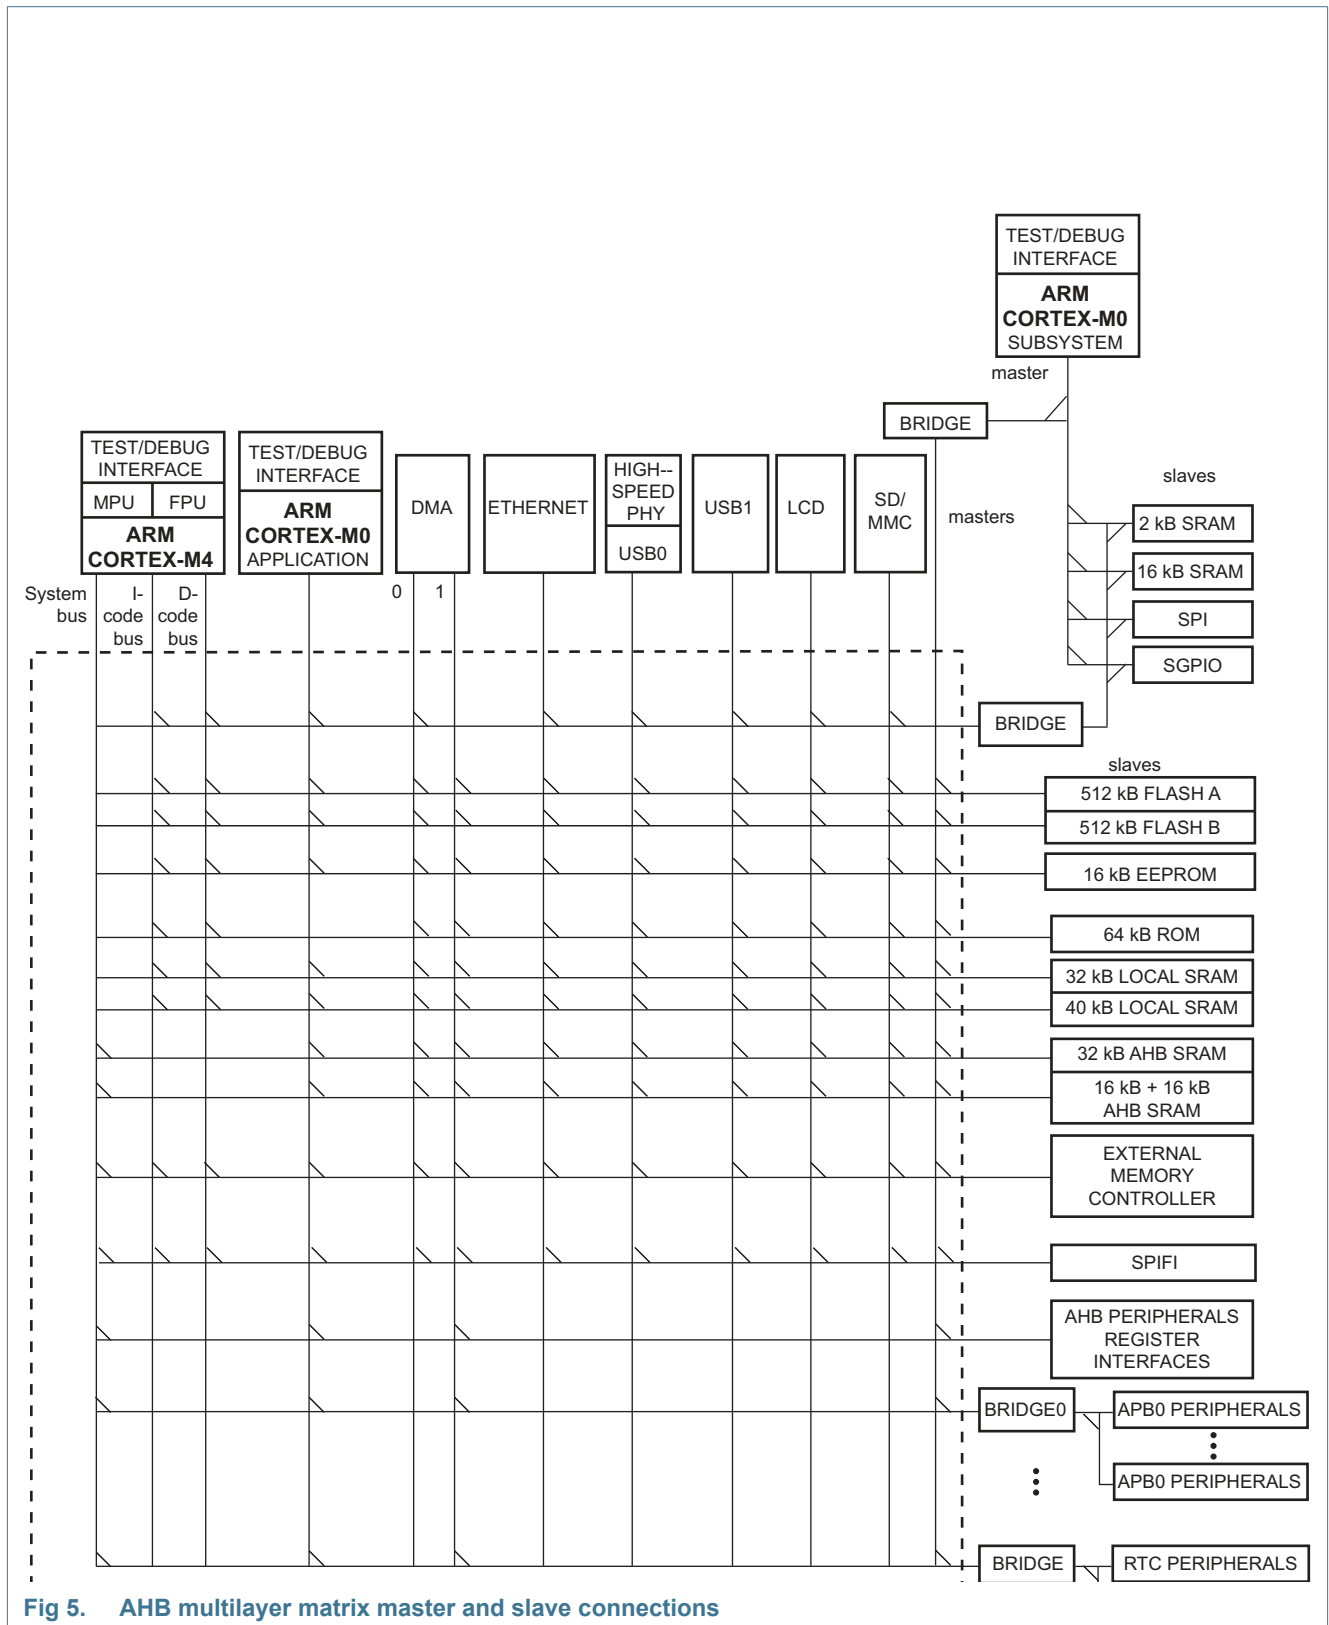 TEST/DEBUG
INTERFACE
ARM
CORTEX-M0
SUBSYSTEM
master
BRIDGE
TEST/DEBUG
INTERFACE
MPU
FPU
ARM
CORTEX-M4
TEST/DEBUG
INTERFACE
ARM
CORTEX-M0
APPLICATION
DMA
ETHERNET
HIGH--
SPEED
PHY
USB0
USB1
LCD
SD/
MMC
masters
slaves
2 kB SRAM
16 kB SRAM
SPI
SGPIO
System
bus
I-
code
bus
D-
code
bus
0
1
BRIDGE
slaves
512 kB FLASH A
512 kB FLASH B
16 kB EEPROM
64 kB ROM
32 kB LOCAL SRAM
40 kB LOCAL SRAM
32 kB AHB SRAM
16 kB + 16 kB
AHB SRAM
EXTERNAL
MEMORY
CONTROLLER
SPIFI
AHB PERIPHERALS
REGISTER
INTERFACES
BRIDGE0
APB0 PERIPHERALS
APB0 PERIPHERALS
BRIDGE
RTC PERIPHERALS
Fig 5. AHB multilayer matrix master and slave connections